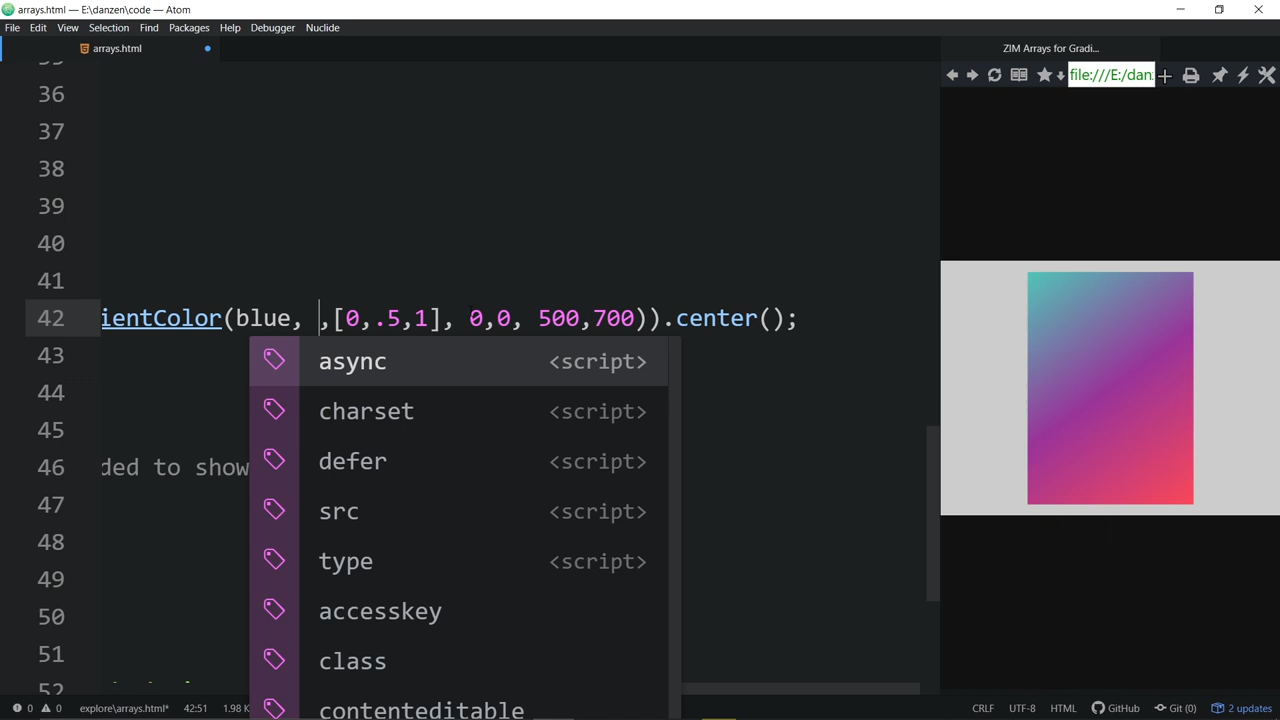 arrays.html — E:\danzen\code — Atom
File Edit View Selection Find Packages Help Debugger Nuclide
arrays.html
ZIM Arrays for Gradi...
file:///E:/dan
36
37
38
39
40
41
42 ientColor(blue, ,[0,.5,1], 0,0, 500,700)).center();
43
44
45
46 ded to show
47
48
49
50
51
52
async <script>
charset <script>
defer <script>
src <script>
type <script>
accesskey
class
contenteditable
0 0 explore\arrays.html* 42:51 1.98 K CRLF UTF-8 HTML GitHub Git (0) 2 updates